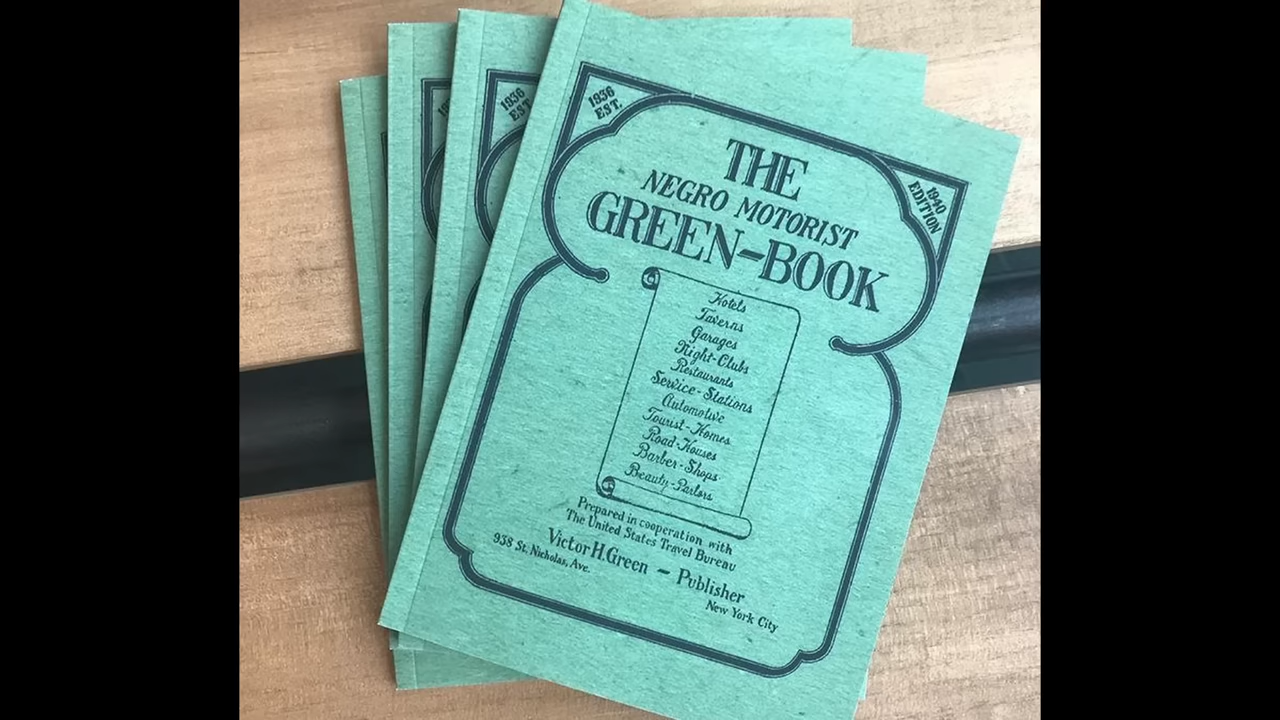 1936
EST.
1936
EST.
1940
EDITION
THE
NEGRO MOTORIST
GREEN-BOOK
Hotels
Taverns
Garages
Night-Clubs
Restaurants
Service-Stations
Automotive
Tourist-Homes
Road-Houses
Barber-Shops
Beauty-Parlors
Prepared in cooperation with
The United States Travel Bureau
Victor H. Green — Publisher
938 St. Nicholas, Ave.
New York City